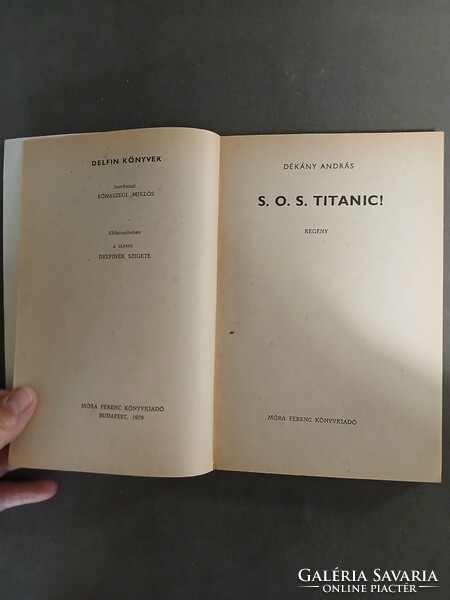 DELFIN KÖNYVEK
Szerkeszti
RÓNASZEGI MIKLÓS
Előkészületben
A. CLARKE
DELFINEK SZIGETE
MÓRA FERENC KÖNYVKIADÓ
BUDAPEST, 1979
DÉKÁNY ANDRÁS
S. O. S. TITANIC!
REGÉNY
MÓRA FERENC KÖNYVKIADÓ
GALÉRIA SAVARIA
ONLINE PIACTÉR